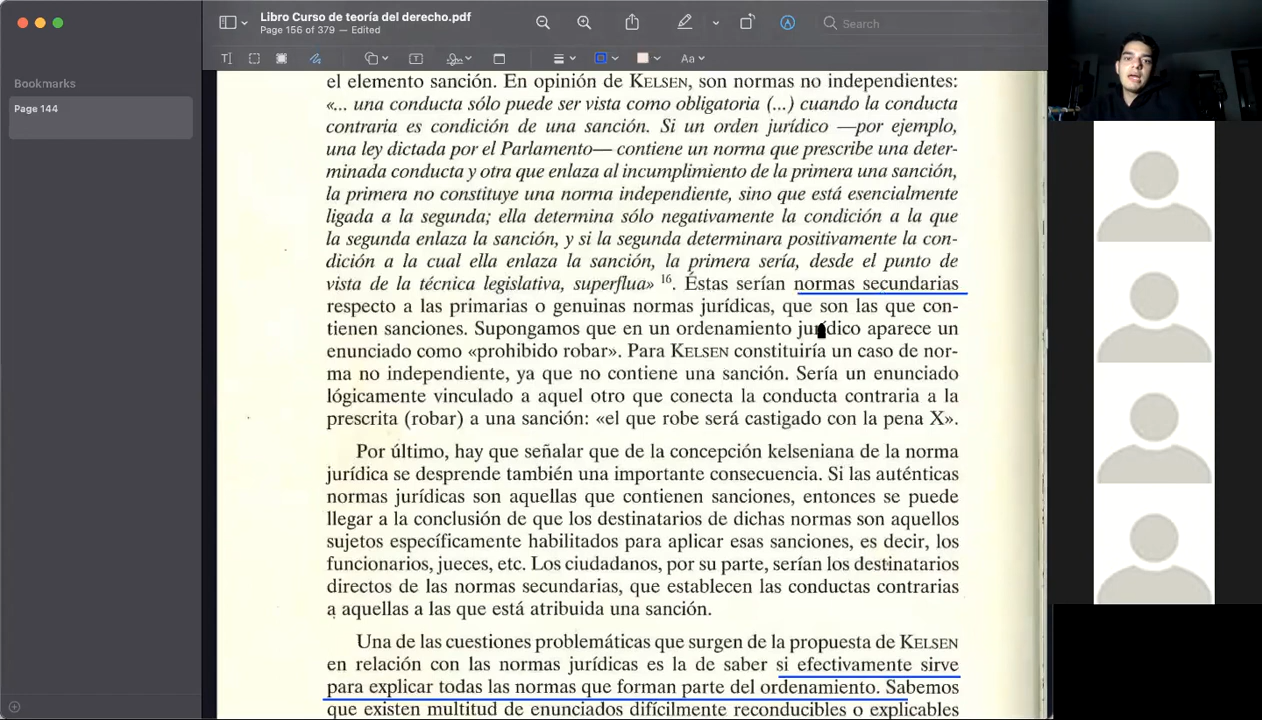 Libro Curso de teoría del derecho.pdf
Page 156 of 379 — Edited
Search
Aa
Bookmarks
Page 144
el elemento sanción. En opinión de KELSEN, son normas no independientes:
«... una conducta sólo puede ser vista como obligatoria (...) cuando la conducta
contraria es condición de una sanción. Si un orden jurídico —por ejemplo,
una ley dictada por el Parlamento— contiene un norma que prescribe una deter-
minada conducta y otra que enlaza al incumplimiento de la primera una sanción,
la primera no constituye una norma independiente, sino que está esencialmente
ligada a la segunda; ella determina sólo negativamente la condición a la que
la segunda enlaza la sanción, y si la segunda determinara positivamente la con-
dición a la cual ella enlaza la sanción, la primera sería, desde el punto de
vista de la técnica legislativa, superflua» 16. Éstas serían normas secundarias
respecto a las primarias o genuinas normas jurídicas, que son las que con-
tienen sanciones. Supongamos que en un ordenamiento jurídico aparece un
enunciado como «prohibido robar». Para KELSEN constituiría un caso de nor-
ma no independiente, ya que no contiene una sanción. Sería un enunciado
lógicamente vinculado a aquel otro que conecta la conducta contraria a la
prescrita (robar) a una sanción: «el que robe será castigado con la pena X».
Por último, hay que señalar que de la concepción kelseniana de la norma
jurídica se desprende también una importante consecuencia. Si las auténticas
normas jurídicas son aquellas que contienen sanciones, entonces se puede
llegar a la conclusión de que los destinatarios de dichas normas son aquellos
sujetos específicamente habilitados para aplicar esas sanciones, es decir, los
funcionarios, jueces, etc. Los ciudadanos, por su parte, serían los destinatarios
directos de las normas secundarias, que establecen las conductas contrarias
a aquellas a las que está atribuida una sanción.
Una de las cuestiones problemáticas que surgen de la propuesta de KELSEN
en relación con las normas jurídicas es la de saber si efectivamente sirve
para explicar todas las normas que forman parte del ordenamiento. Sabemos
que existen multitud de enunciados difícilmente reconducibles o explicables